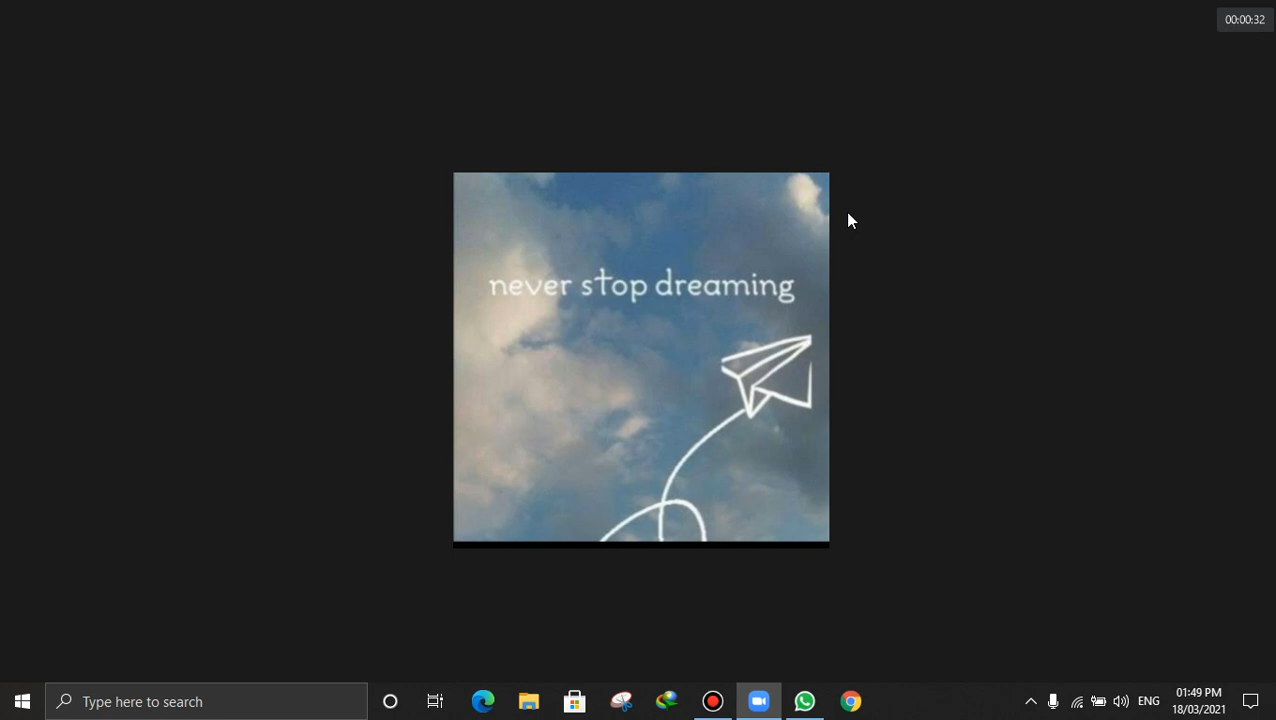 00:00:32
never stop dreaming
Type here to search
ENG
01:49 PM
18/03/2021